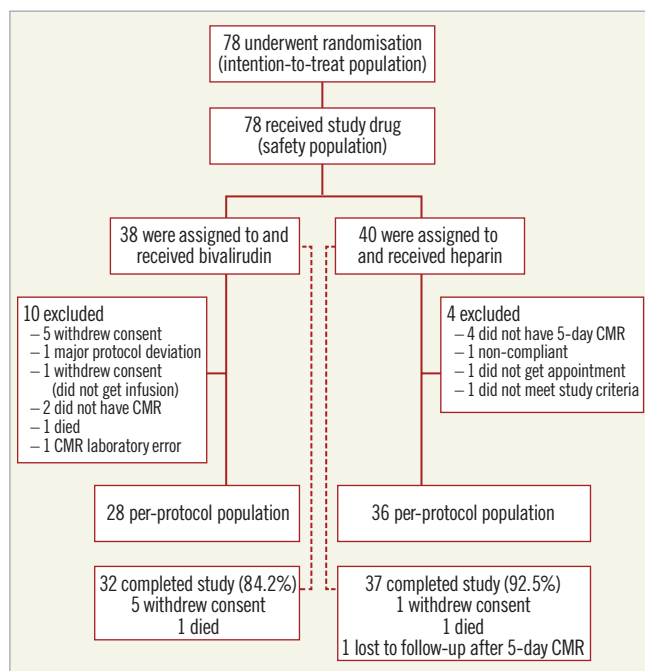 78 underwent randomisation
(intention-to-treat population)
78 received study drug
(safety population)
38 were assigned to and
received bivalirudin
40 were assigned to
and received heparin
10 excluded
– 5 withdrew consent
– 1 major protocol deviation
– 1 withdrew consent
(did not get infusion)
– 2 did not have CMR
– 1 died
– 1 CMR laboratory error
4 excluded
– 4 did not have 5-day CMR
– 1 non-compliant
– 1 did not get appointment
– 1 did not meet study criteria
28 per-protocol population
36 per-protocol population
32 completed study (84.2%)
5 withdrew consent
1 died
37 completed study (92.5%)
1 withdrew consent
1 died
1 lost to follow-up after 5-day CMR